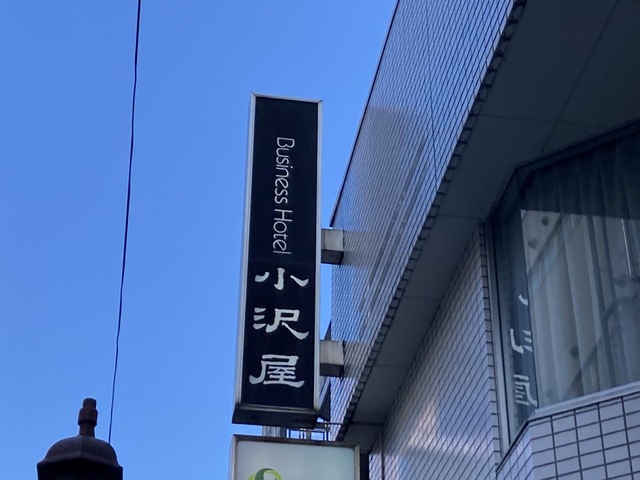 Business Hotel
小沢屋